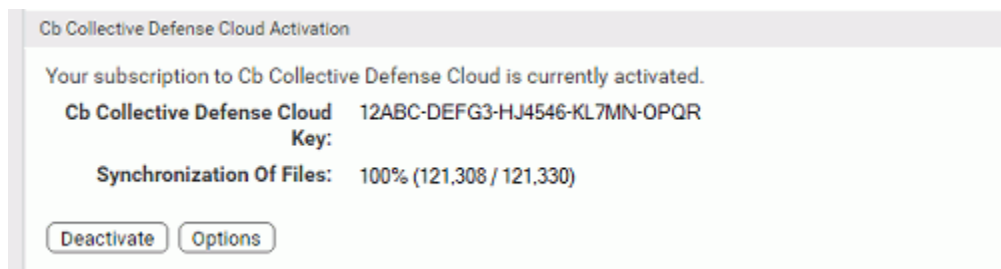 Cb Collective Defense Cloud Activation
Your subscription to Cb Collective Defense Cloud is currently activated.
Cb Collective Defense Cloud 12ABC-DEFG3-HJ4546-KL7MN-OPQR
Key:
Synchronization Of Files: 100% (121,308 / 121,330)
Deactivate Options